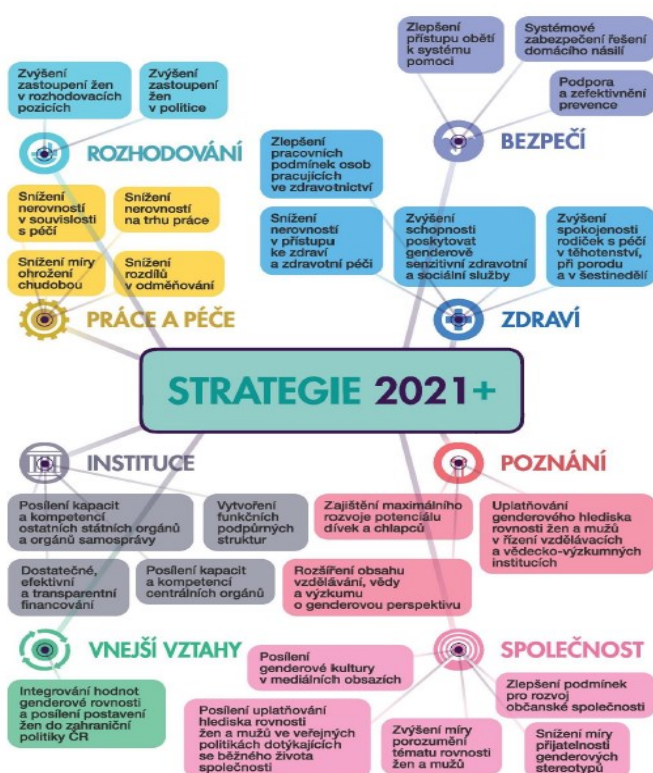 Zvýšení
zastoupení žen
v rozhodovacích
pozicích
Zvýšení
zastoupení
žen
v politice
ROZHODOVÁNÍ
Zlepšení
přístupu obětí
k systému
pomoci
Systémové
zabezpečení řešení
domácího násilí
Podpora
a zefektivnění
prevence
BEZPEČÍ
Snížení
nerovností
v souvislosti
s péčí
Snížení
nerovností
na trhu práce
Snížení míry
ohrožení
chudobou
Snížení
rozdílů
v odměňování
PRÁCE A PÉČE
Zlepšení
pracovních
podmínek osob
pracujících
ve zdravotnictví
Snížení
nerovností
v přístupu
ke zdraví
a zdravotní péči
Zvýšení
schopnosti
poskytovat
genderově
senzitivní zdravotní
a sociální služby
Zvýšení
spokojenosti
rodiček s péčí
v těhotenství,
při porodu
a v šestinedělí
ZDRAVÍ
STRATEGIE 2021+
INSTITUCE
Posílení kapacit
a kompetencí
ostatních státních orgánů
a orgánů samosprávy
Vytvoření
funkčních
podpůrných
struktur
Dostatečné,
efektivní
a transparentní
financování
Posílení kapacit
a kompetencí
centrálních orgánů
POZNÁNÍ
Zajištění maximálního
rozvoje potenciálu
dívek a chlapců
Uplatňování
genderového hlediska
rovnosti žen a mužů
v řízení vzdělávacích
a vědecko-výzkumných
institucích
Rozšíření obsahu
vzdělávání, vědy
a výzkumu
o genderovou perspektivu
VNEJŠÍ VZTAHY
Integrování hodnot
genderové rovnosti
a posílení postavení
žen do zahraniční
politiky ČR
SPOLEČNOST
Posílení
genderové kultury
v mediálních obsazích
Zlepšení podmínek
pro rozvoj
občanské společnosti
Posílení uplatňování
hlediska rovnosti
žen a mužů ve veřejných
politikách dotýkajících
se běžného života
společnosti
Zvýšení míry
porozumění
tématu rovnosti
žen a mužů
Snížení míry
přijatelnosti
genderových
stereotypů